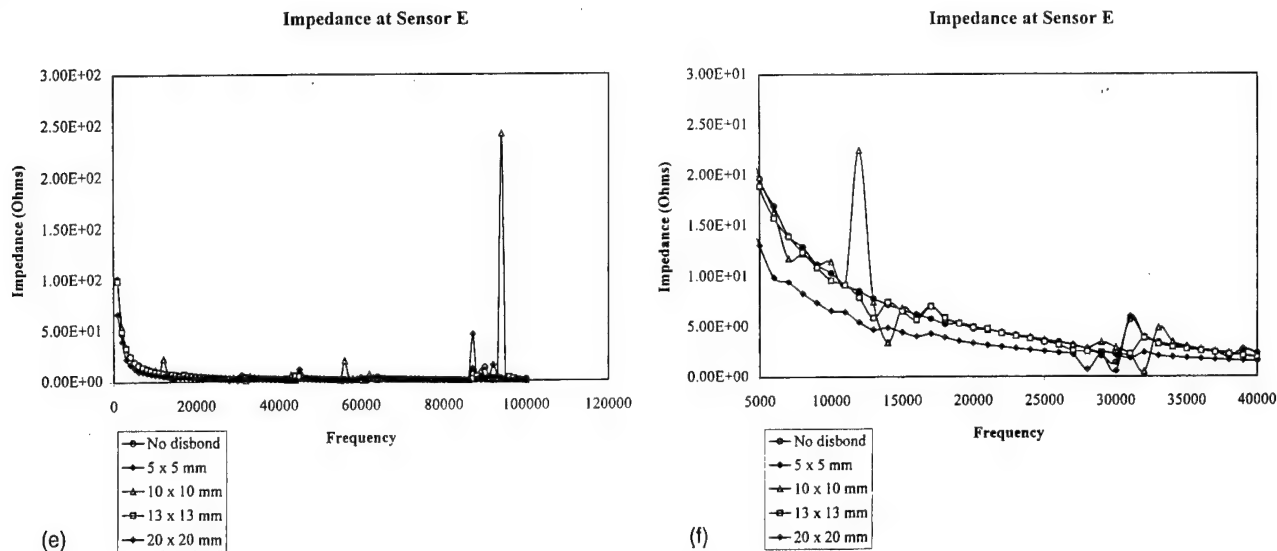 Impedance at Sensor E
3.00E+02
2.50E+02
2.00E+02
1.50E+02
1.00E+02
5.00E+01
0.00E+00
Impedance (Ohms)
0
20000
40000
60000
80000
100000
120000
Frequency
No disbond
5 x 5 mm
10 x 10 mm
13 x 13 mm
20 x 20 mm
(e)
Impedance at Sensor E
3.00E+01
2.50E+01
2.00E+01
1.50E+01
1.00E+01
5.00E+00
0.00E+00
Impedance (Ohms)
5000
10000
15000
20000
25000
30000
35000
40000
Frequency
No disbond
5 x 5 mm
10 x 10 mm
13 x 13 mm
20 x 20 mm
(f)